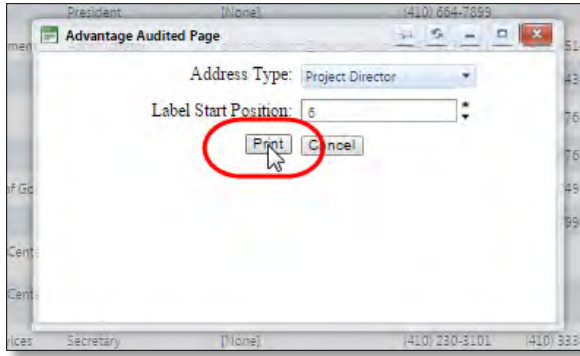 President [None] (410) 664-7899
Advantage Audited Page
Address Type: Project Director
Label Start Position: 6
Print Cancel
Secretary [None] (410) 230-3101 (410) 333